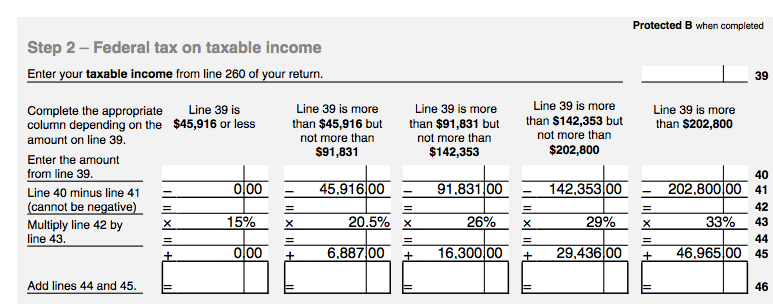 Protected B when completed
Step 2 – Federal tax on taxable income
Enter your taxable income from line 260 of your return. 39
Complete the appropriate column depending on the amount on line 39.
Line 39 is $45,916 or less
Line 39 is more than $45,916 but not more than $91,831
Line 39 is more than $91,831 but not more than $142,353
Line 39 is more than $142,353 but not more than $202,800
Line 39 is more than $202,800
Enter the amount from line 39. 40
– 0 00 – 45,916 00 – 91,831 00 – 142,353 00 – 202,800 00 41
Line 40 minus line 41 (cannot be negative) = = = = = 42
× 15% × 20.5% × 26% × 29% × 33% 43
Multiply line 42 by line 43. = = = = = 44
+ 0 00 + 6,887 00 + 16,300 00 + 29,436 00 + 46,965 00 45
Add lines 44 and 45. = = = = = 46